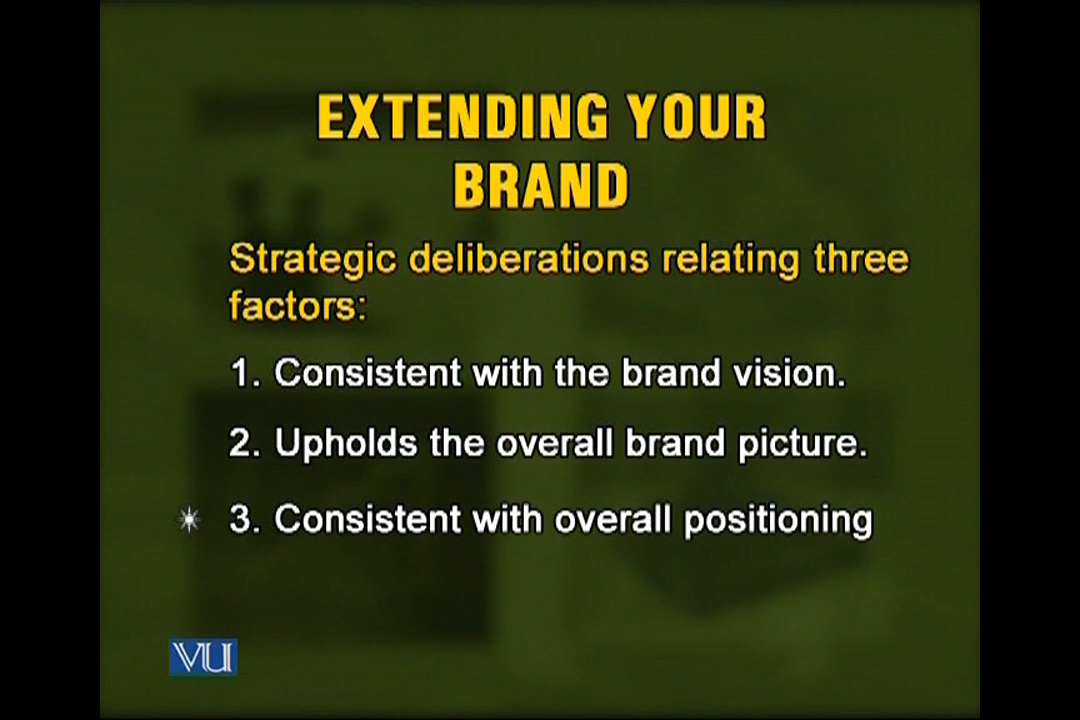 EXTENDING YOUR
BRAND
Strategic deliberations relating three
factors:
1. Consistent with the brand vision.
2. Upholds the overall brand picture.
3. Consistent with overall positioning
VU